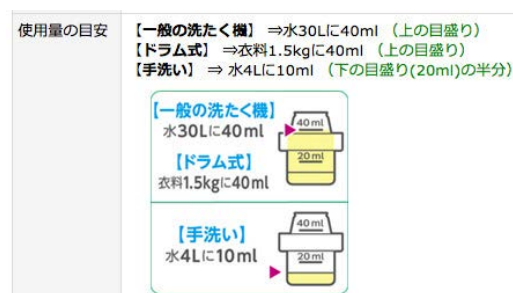 使用量の目安
【一般の洗たく機】 ⇒水30Lに40ml （上の目盛り）
【ドラム式】 ⇒衣料1.5kgに40ml （上の目盛り）
【手洗い】 ⇒ 水4Lに10ml （下の目盛り(20ml)の半分）
【一般の洗たく機】
水30Lに40ml
【ドラム式】
衣料1.5kgに40ml
40ml
20ml
【手洗い】
水4Lに10ml
40ml
20ml